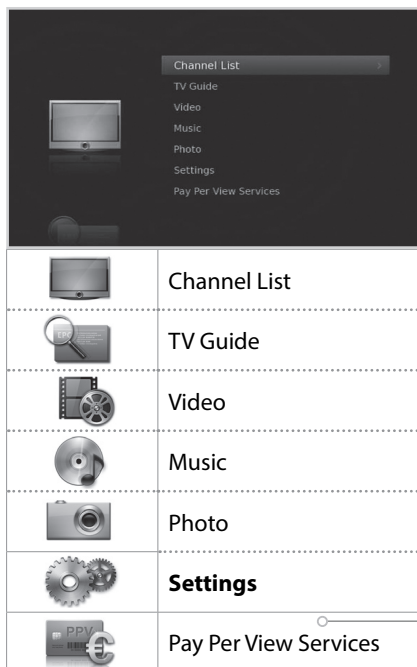 Channel List
TV Guide
Video
Music
Photo
Settings
Pay Per View Services
Channel List
EPG
TV Guide
Video
Music
Photo
Settings
PPV
Pay Per View Services